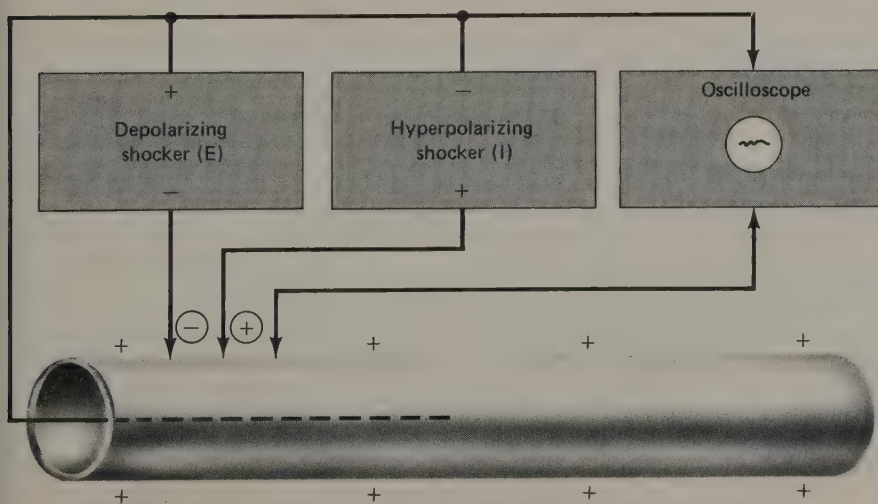 +
Depolarizing
shocker (E)
−
−
Hyperpolarizing
shocker (I)
+
Oscilloscope
− +
+ + + +
+ + + +